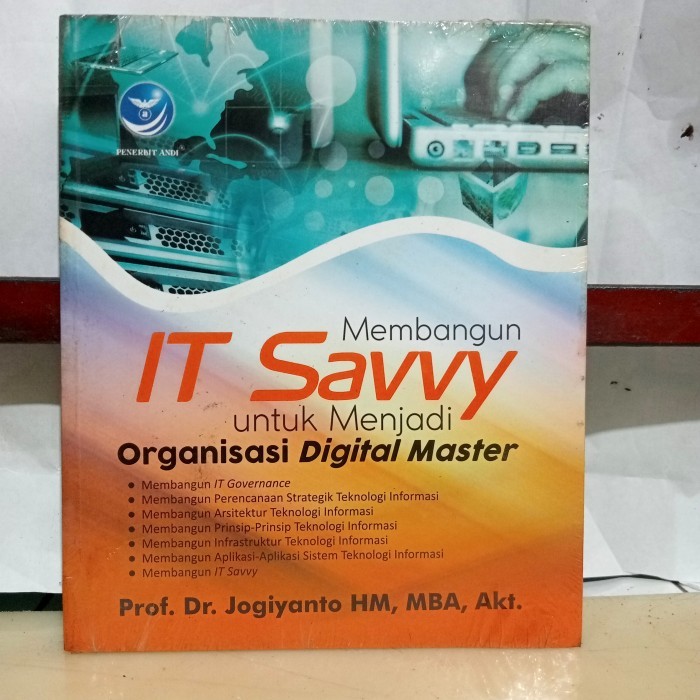 a
PENERBIT ANDI
Membangun
IT Savvy
untuk Menjadi
Organisasi Digital Master
• Membangun IT Governance
• Membangun Perencanaan Strategik Teknologi Informasi
• Membangun Arsitektur Teknologi Informasi
• Membangun Prinsip-Prinsip Teknologi Informasi
• Membangun Infrastruktur Teknologi Informasi
• Membangun Aplikasi-Aplikasi Sistem Teknologi Informasi
• Membangun IT Savvy
Prof. Dr. Jogiyanto HM, MBA, Akt.